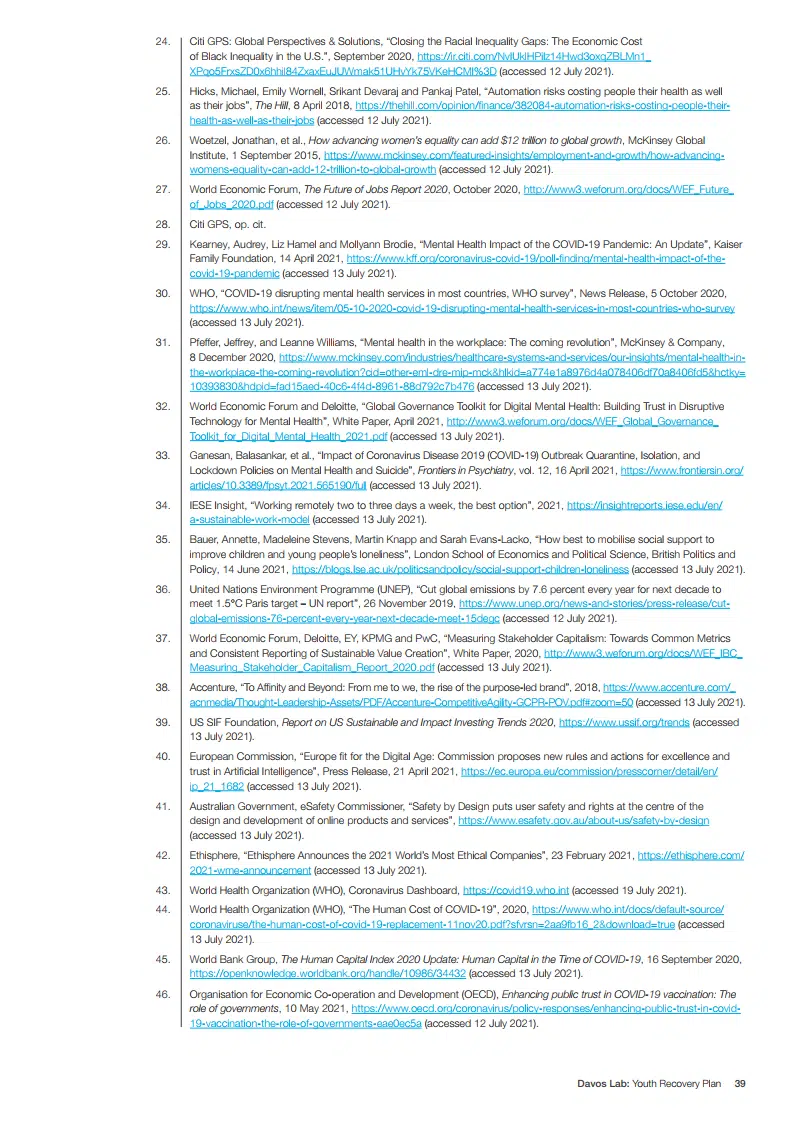 24. Citi GPS: Global Perspectives & Solutions, “Closing the Racial Inequality Gaps: The Economic Cost
of Black Inequality in the U.S.”, September 2020, https://ir.citi.com/NvIUklHPilz14Hwd3oxqZBLMn1_
XPqo5FrxsZD0x6hhil84ZxaxEuJUWmak51UHvYk75VKeHCMI%3D (accessed 12 July 2021).
25. Hicks, Michael, Emily Wornell, Srikant Devaraj and Pankaj Patel, “Automation risks costing people their health as well
as their jobs”, The Hill, 8 April 2018, https://thehill.com/opinion/finance/382084-automation-risks-costing-people-their-
health-as-well-as-their-jobs (accessed 12 July 2021).
26. Woetzel, Jonathan, et al., How advancing women’s equality can add $12 trillion to global growth, McKinsey Global
Institute, 1 September 2015, https://www.mckinsey.com/featured-insights/employment-and-growth/how-advancing-
womens-equality-can-add-12-trillion-to-global-growth (accessed 12 July 2021).
27. World Economic Forum, The Future of Jobs Report 2020, October 2020, http://www3.weforum.org/docs/WEF_Future_
of_Jobs_2020.pdf (accessed 12 July 2021).
28. Citi GPS, op. cit.
29. Kearney, Audrey, Liz Hamel and Mollyann Brodie, “Mental Health Impact of the COVID-19 Pandemic: An Update”, Kaiser
Family Foundation, 14 April 2021, https://www.kff.org/coronavirus-covid-19/poll-finding/mental-health-impact-of-the-
covid-19-pandemic (accessed 13 July 2021).
30. WHO, “COVID-19 disrupting mental health services in most countries, WHO survey”, News Release, 5 October 2020,
https://www.who.int/news/item/05-10-2020-covid-19-disrupting-mental-health-services-in-most-countries-who-survey
(accessed 13 July 2021).
31. Pfeffer, Jeffrey, and Leanne Williams, “Mental health in the workplace: The coming revolution”, McKinsey & Company,
8 December 2020, https://www.mckinsey.com/industries/healthcare-systems-and-services/our-insights/mental-health-in-
the-workplace-the-coming-revolution?cid=other-eml-dre-mip-mck&hlkid=a774e1a8976d4a078406df70a8406fd5&hctky=
10393830&hdpid=fad15aed-40c6-4f4d-8961-88d792c7b476 (accessed 13 July 2021).
32. World Economic Forum and Deloitte, “Global Governance Toolkit for Digital Mental Health: Building Trust in Disruptive
Technology for Mental Health”, White Paper, April 2021, http://www3.weforum.org/docs/WEF_Global_Governance_
Toolkit_for_Digital_Mental_Health_2021.pdf (accessed 13 July 2021).
33. Ganesan, Balasankar, et al., “Impact of Coronavirus Disease 2019 (COVID-19) Outbreak Quarantine, Isolation, and
Lockdown Policies on Mental Health and Suicide”, Frontiers in Psychiatry, vol. 12, 16 April 2021, https://www.frontiersin.org/
articles/10.3389/fpsyt.2021.565190/full (accessed 13 July 2021).
34. IESE Insight, “Working remotely two to three days a week, the best option”, 2021, https://insightreports.iese.edu/en/
a-sustainable-work-model (accessed 13 July 2021).
35. Bauer, Annette, Madeleine Stevens, Martin Knapp and Sarah Evans-Lacko, “How best to mobilise social support to
improve children and young people’s loneliness”, London School of Economics and Political Science, British Politics and
Policy, 14 June 2021, https://blogs.lse.ac.uk/politicsandpolicy/social-support-children-loneliness (accessed 13 July 2021).
36. United Nations Environment Programme (UNEP), “Cut global emissions by 7.6 percent every year for next decade to
meet 1.5°C Paris target – UN report”, 26 November 2019, https://www.unep.org/news-and-stories/press-release/cut-
global-emissions-76-percent-every-year-next-decade-meet-15degc (accessed 12 July 2021).
37. World Economic Forum, Deloitte, EY, KPMG and PwC, “Measuring Stakeholder Capitalism: Towards Common Metrics
and Consistent Reporting of Sustainable Value Creation”, White Paper, 2020, http://www3.weforum.org/docs/WEF_IBC_
Measuring_Stakeholder_Capitalism_Report_2020.pdf (accessed 13 July 2021).
38. Accenture, “To Affinity and Beyond: From me to we, the rise of the purpose-led brand”, 2018, https://www.accenture.com/_
acnmedia/Thought-Leadership-Assets/PDF/Accenture-CompetitiveAgility-GCPR-POV.pdf#zoom=50 (accessed 13 July 2021).
39. US SIF Foundation, Report on US Sustainable and Impact Investing Trends 2020, https://www.ussif.org/trends (accessed
13 July 2021).
40. European Commission, “Europe fit for the Digital Age: Commission proposes new rules and actions for excellence and
trust in Artificial Intelligence”, Press Release, 21 April 2021, https://ec.europa.eu/commission/presscorner/detail/en/
ip_21_1682 (accessed 13 July 2021).
41. Australian Government, eSafety Commissioner, “Safety by Design puts user safety and rights at the centre of the
design and development of online products and services”, https://www.esafety.gov.au/about-us/safety-by-design
(accessed 13 July 2021).
42. Ethisphere, “Ethisphere Announces the 2021 World’s Most Ethical Companies”, 23 February 2021, https://ethisphere.com/
2021-wme-announcement (accessed 13 July 2021).
43. World Health Organization (WHO), Coronavirus Dashboard, https://covid19.who.int (accessed 19 July 2021).
44. World Health Organization (WHO), “The Human Cost of COVID-19”, 2020, https://www.who.int/docs/default-source/
coronaviruse/the-human-cost-of-covid-19-replacement-11nov20.pdf?sfvrsn=2aa9fb16_2&download=true (accessed
13 July 2021).
45. World Bank Group, The Human Capital Index 2020 Update: Human Capital in the Time of COVID-19, 16 September 2020,
https://openknowledge.worldbank.org/handle/10986/34432 (accessed 13 July 2021).
46. Organisation for Economic Co-operation and Development (OECD), Enhancing public trust in COVID-19 vaccination: The
role of governments, 10 May 2021, https://www.oecd.org/coronavirus/policy-responses/enhancing-public-trust-in-covid-
19-vaccination-the-role-of-governments-eae0ec5a (accessed 12 July 2021).
Davos Lab: Youth Recovery Plan 39